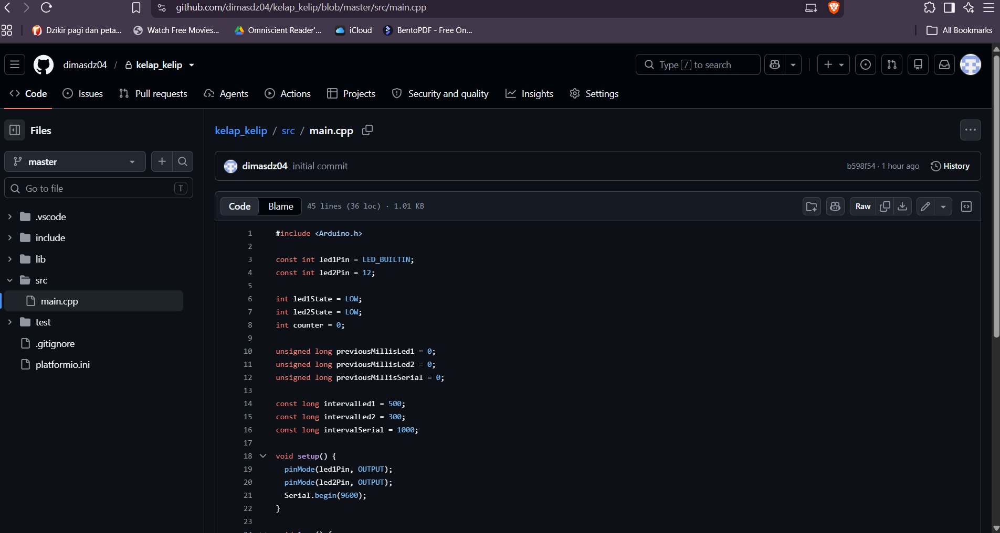 github.com/dimasdz04/kelap_kelip/blob/master/src/main.cpp
Dzikir pagi dan peta...
Watch Free Movies...
Omniscient Reader'...
iCloud
BentoPDF - Free On...
All Bookmarks
dimasdz04 / kelap_kelip
Type / to search
Code
Issues
Pull requests
Agents
Actions
Projects
Security and quality
Insights
Settings
Files
master
Go to file
T
.vscode
include
lib
src
main.cpp
test
.gitignore
platformio.ini
kelap_kelip / src / main.cpp
dimasdz04 initial commit
b598f54 · 1 hour ago
History
Code
Blame
45 lines (36 loc) · 1.01 KB
Raw
1 #include <Arduino.h>
2
3 const int led1Pin = LED_BUILTIN;
4 const int led2Pin = 12;
5
6 int led1State = LOW;
7 int led2State = LOW;
8 int counter = 0;
9
10 unsigned long previousMillisLed1 = 0;
11 unsigned long previousMillisLed2 = 0;
12 unsigned long previousMillisSerial = 0;
13
14 const long intervalLed1 = 500;
15 const long intervalLed2 = 300;
16 const long intervalSerial = 1000;
17
18 void setup() {
19 pinMode(led1Pin, OUTPUT);
20 pinMode(led2Pin, OUTPUT);
21 Serial.begin(9600);
22 }
23